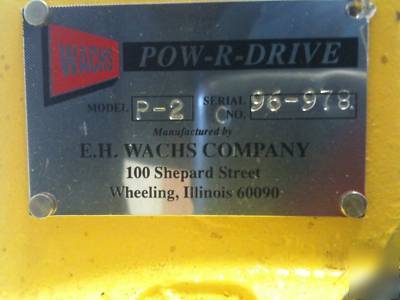 WACHS POW-R-DRIVE
MODEL P-2 SERIAL NO. C 96-978
Manufactured by
E.H. WACHS COMPANY
100 Shepard Street
Wheeling, Illinois 60090